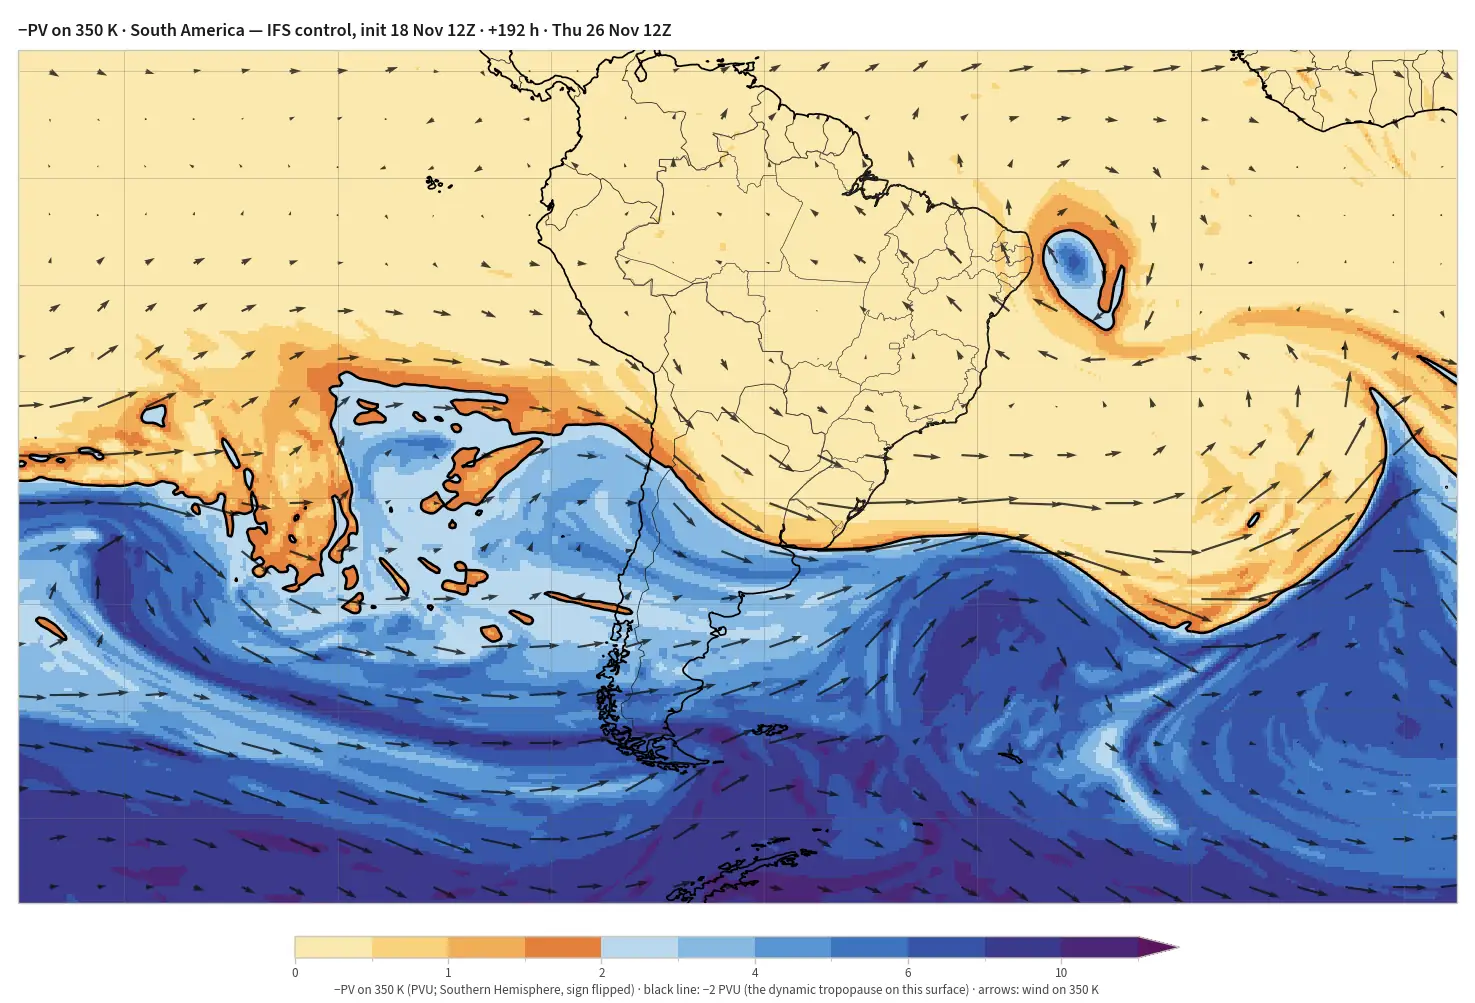 −PV on 350 K · South America — IFS control, init 18 Nov 12Z · +192 h · Thu 26 Nov 12Z
0 1 2 4 6 10
−PV on 350 K (PVU; Southern Hemisphere, sign flipped) · black line: −2 PVU (the dynamic tropopause on this surface) · arrows: wind on 350 K